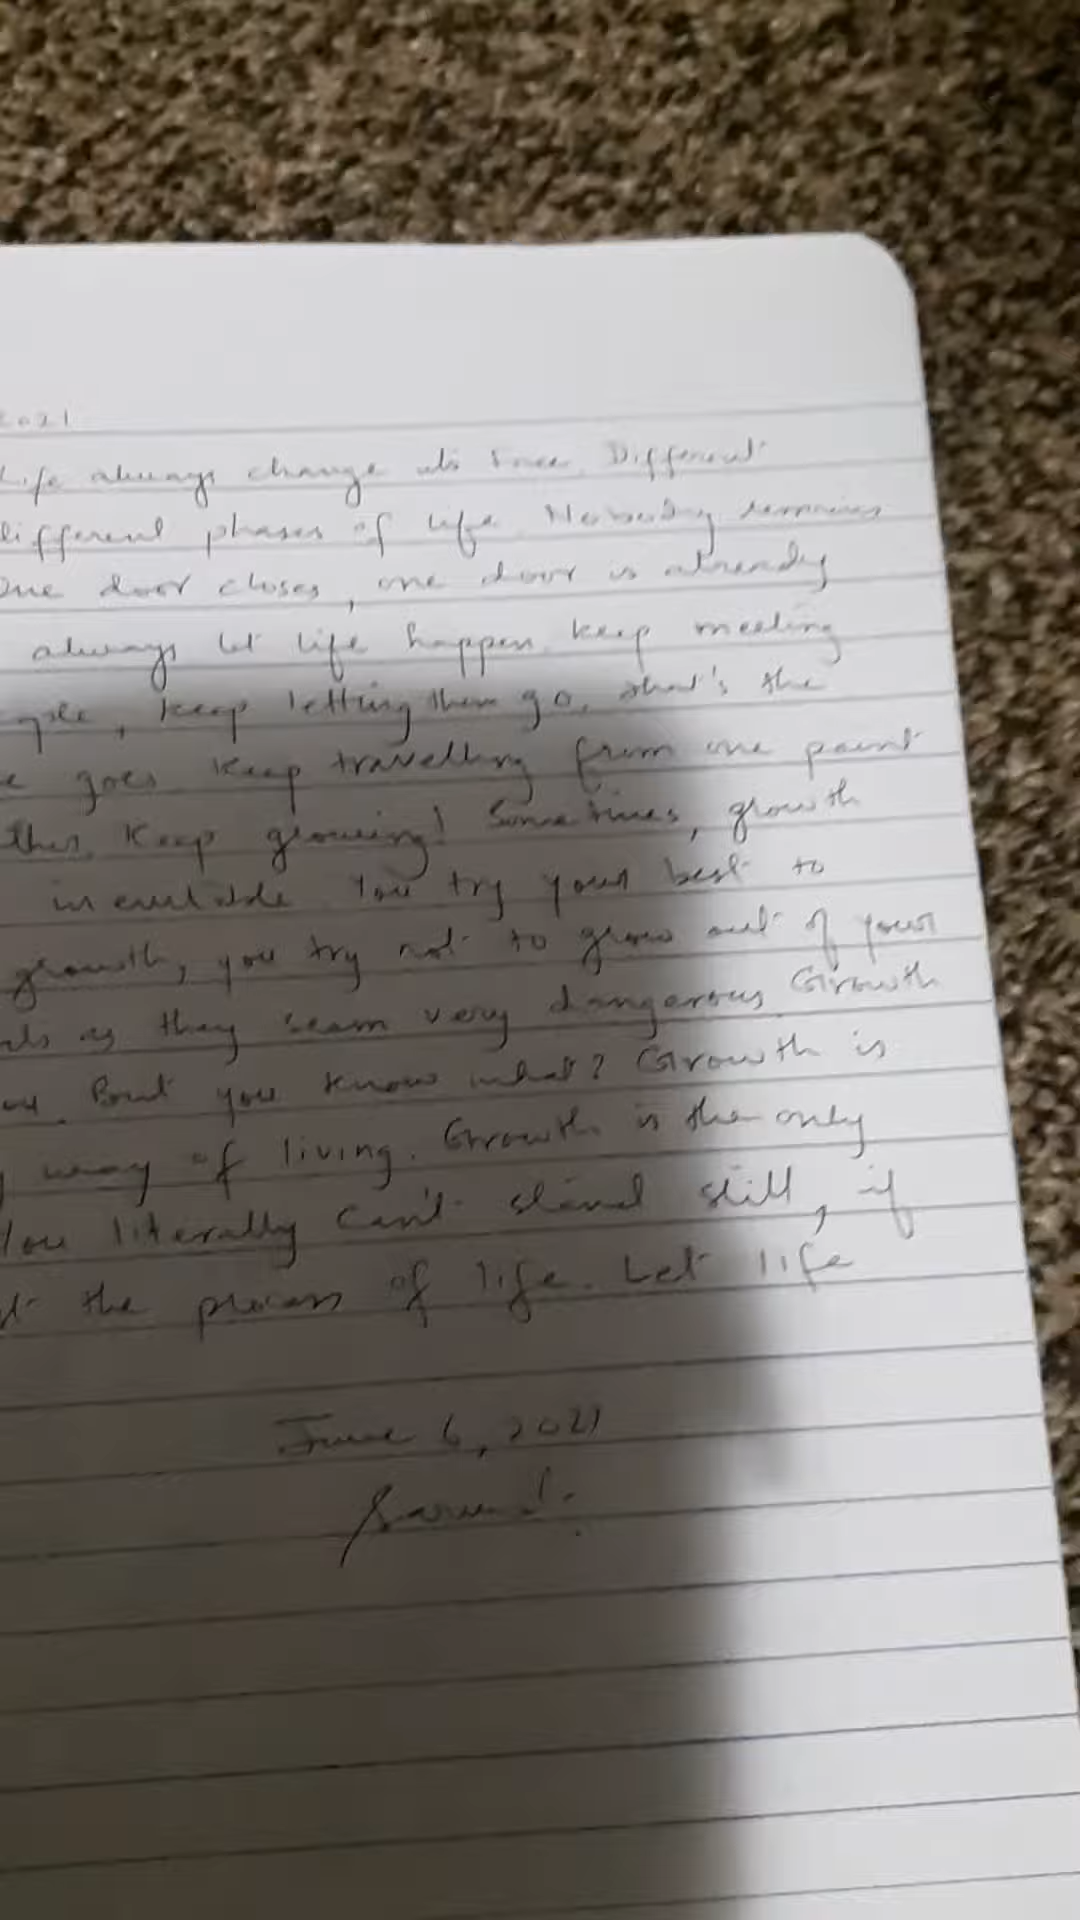 2021
Life always change its face. Different
different phases of life. Nobody remains
One door closes, one door is already
always let life happen. Keep meeting
keep letting them go, that's the
goes. Keep travelling from one point
Keep growing! Sometimes, growth
is inevitable. You try your best to
growth, you try not to grow out of your
as they seem very dangerous. Growth
But you know what? Growth is
way of living. Growth is the only
You literally can't stand still, if
the process of life. Let life
June 6, 2021